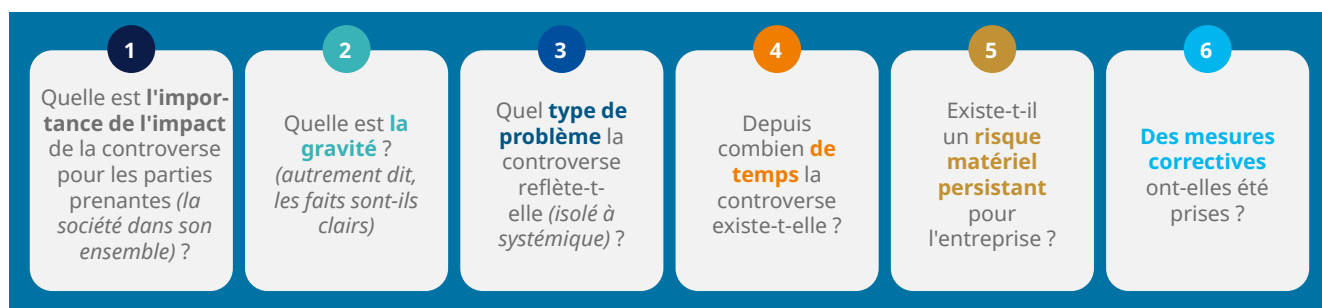 1
Quelle est l'impor-
tance de l'impact
de la controverse
pour les parties
prenantes (la
société dans son
ensemble) ?
2
Quelle est la
gravité ?
(autrement dit,
les faits sont-ils
clairs)
3
Quel type de
problème la
controverse
reflète-t-
elle (isolé à
systémique) ?
4
Depuis
combien de
temps la
controverse
existe-t-elle ?
5
Existe-t-il
un risque
matériel
persistant
pour
l'entreprise ?
6
Des mesures
correctives
ont-elles été
prises ?